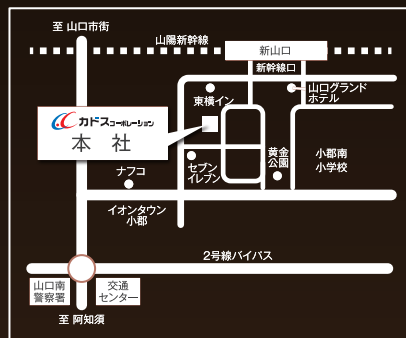 至 山口市街
山陽新幹線
新山口
新幹線口
東横イン
山口グランド
ホテル
カドスコーポレーション
本 社
セブン
イレブン
黄金
公園
小郡南
小学校
ナフコ
イオンタウン
小郡
2号線バイパス
山口南
警察署
交通
センター
至 阿知須